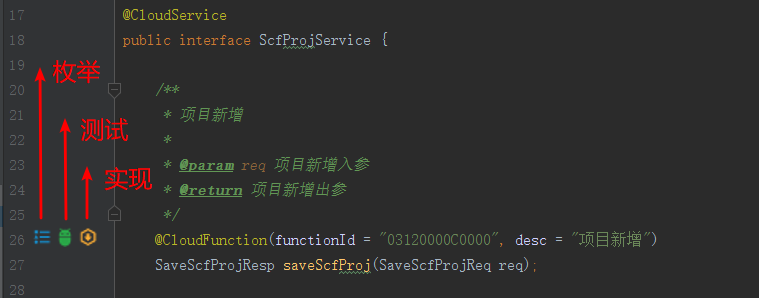 17 @CloudService
18 public interface ScfProjService {
19
枚举
20 /**
21 * 项目新增
测试
22 *
23 * @param req 项目新增入参
实现
24 * @return 项目新增出参
25 */
26 @CloudFunction(functionId = "03120000C0000", desc = "项目新增")
27 SaveScfProjResp saveScfProj(SaveScfProjReq req);
28